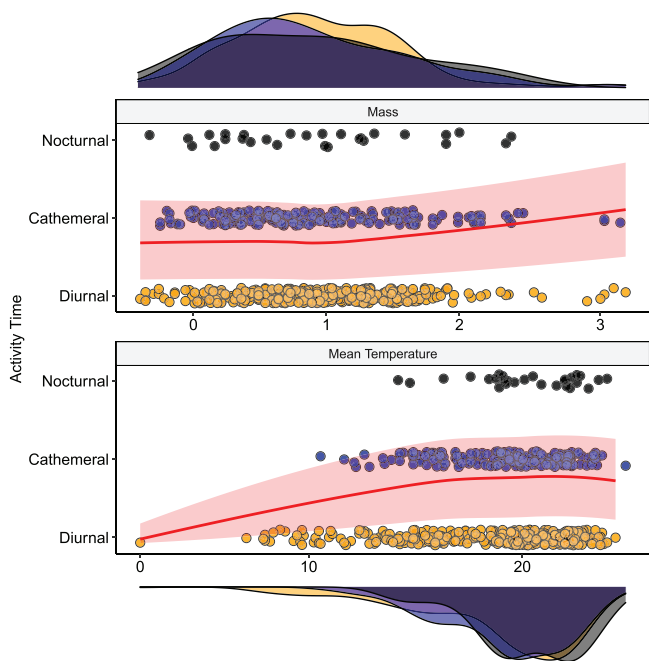 Mass
Nocturnal
Cathemeral
Diurnal
0 1 2 3
Activity Time
Mean Temperature
Nocturnal
Cathemeral
Diurnal
0 10 20